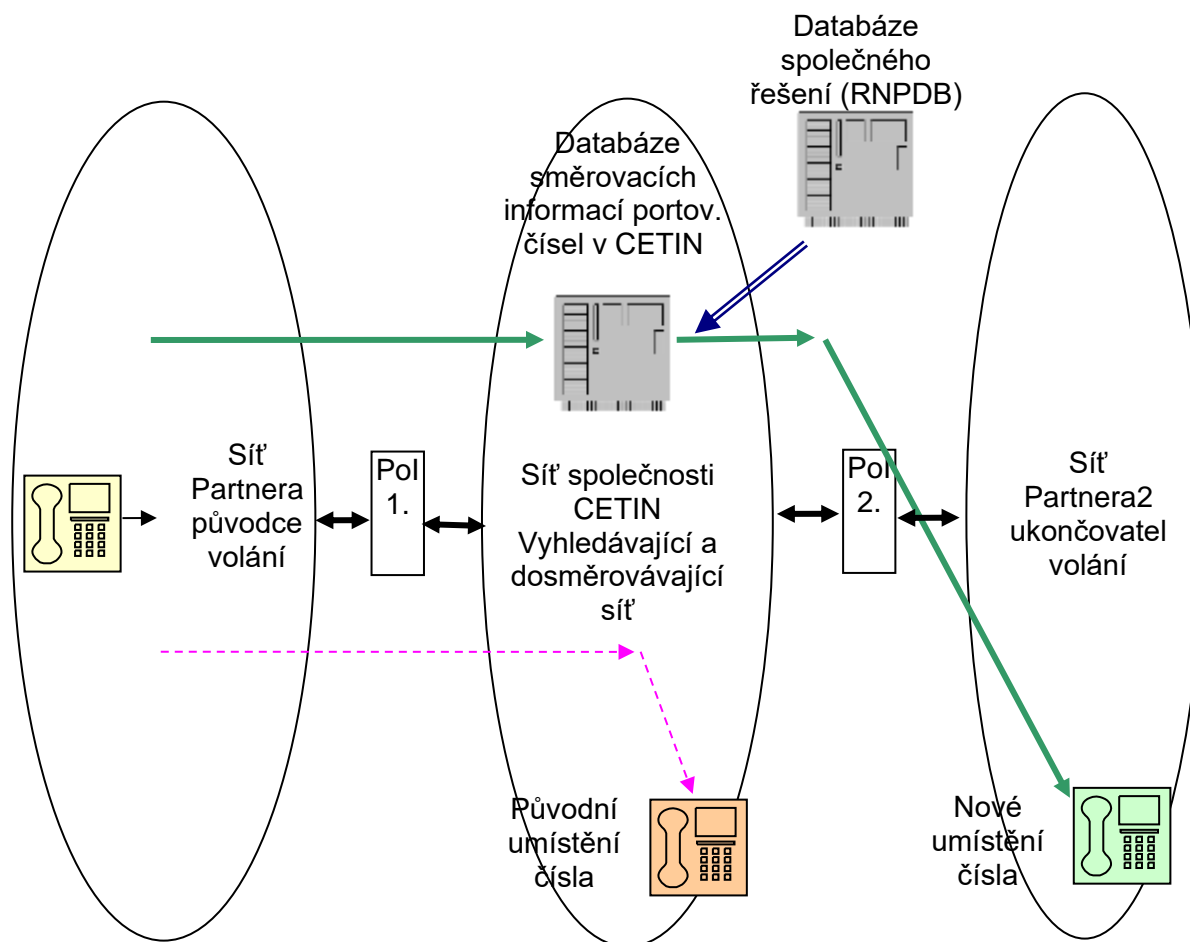 Databáze
společného
řešení (RNPDB)
Databáze
směrovacích
informací portov.
čísel v CETIN
Síť
Partnera
původce
volání
PoI
1.
Síť společnosti
CETIN
Vyhledávající a
dosměrovávající
síť
PoI
2.
Síť
Partnera2
ukončovatel
volání
Původní
umístění
čísla
Nové
umístění
čísla